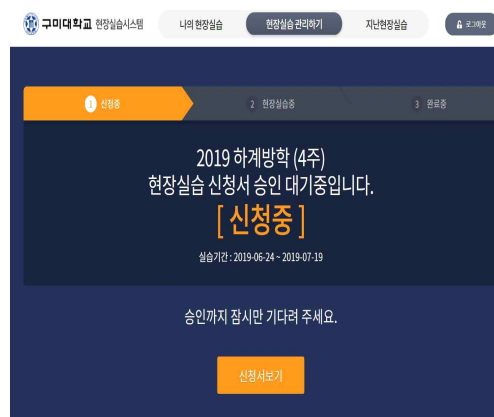 구미대학교 현장실습시스템
나의 현장실습
현장실습 관리하기
지난현장실습
로그아웃
1 신청중
2 현장실습중
3 완료중
2019 하계방학 (4주)
현장실습 신청서 승인 대기중입니다.
[ 신청중 ]
실습기간 : 2019-06-24 ~ 2019-07-19
승인까지 잠시만 기다려 주세요.
신청서보기